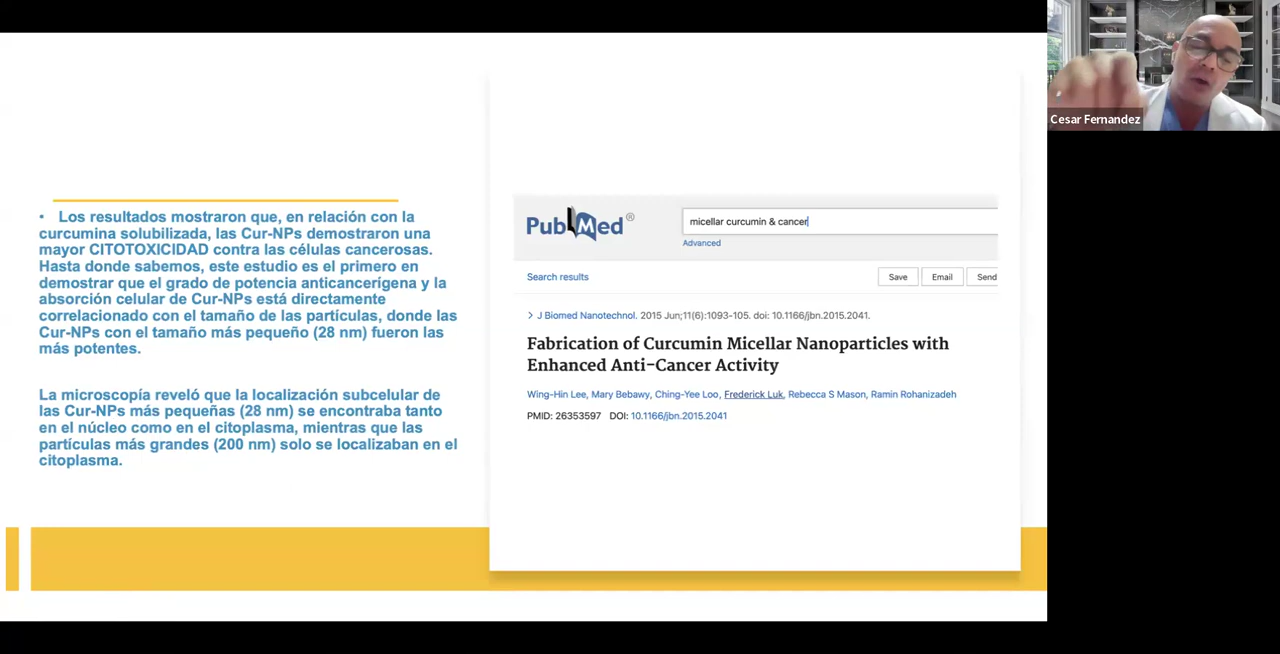 • Los resultados mostraron que, en relación con la
curcumina solubilizada, las Cur-NPs demostraron una
mayor CITOTOXICIDAD contra las células cancerosas.
Hasta donde sabemos, este estudio es el primero en
demostrar que el grado de potencia anticancerígena y la
absorción celular de Cur-NPs está directamente
correlacionado con el tamaño de las partículas, donde las
Cur-NPs con el tamaño más pequeño (28 nm) fueron las
más potentes.
La microscopía reveló que la localización subcelular de
las Cur-NPs más pequeñas (28 nm) se encontraba tanto
en el núcleo como en el citoplasma, mientras que las
partículas más grandes (200 nm) solo se localizaban en el
citoplasma.
PubMed®
micellar curcumin & cancer
Advanced
Search results
Save Email Send
> J Biomed Nanotechnol. 2015 Jun;11(6):1093-105. doi: 10.1166/jbn.2015.2041.
Fabrication of Curcumin Micellar Nanoparticles with
Enhanced Anti-Cancer Activity
Wing-Hin Lee, Mary Bebawy, Ching-Yee Loo, Frederick Luk, Rebecca S Mason, Ramin Rohanizadeh
PMID: 26353597 DOI: 10.1166/jbn.2015.2041
Cesar Fernandez